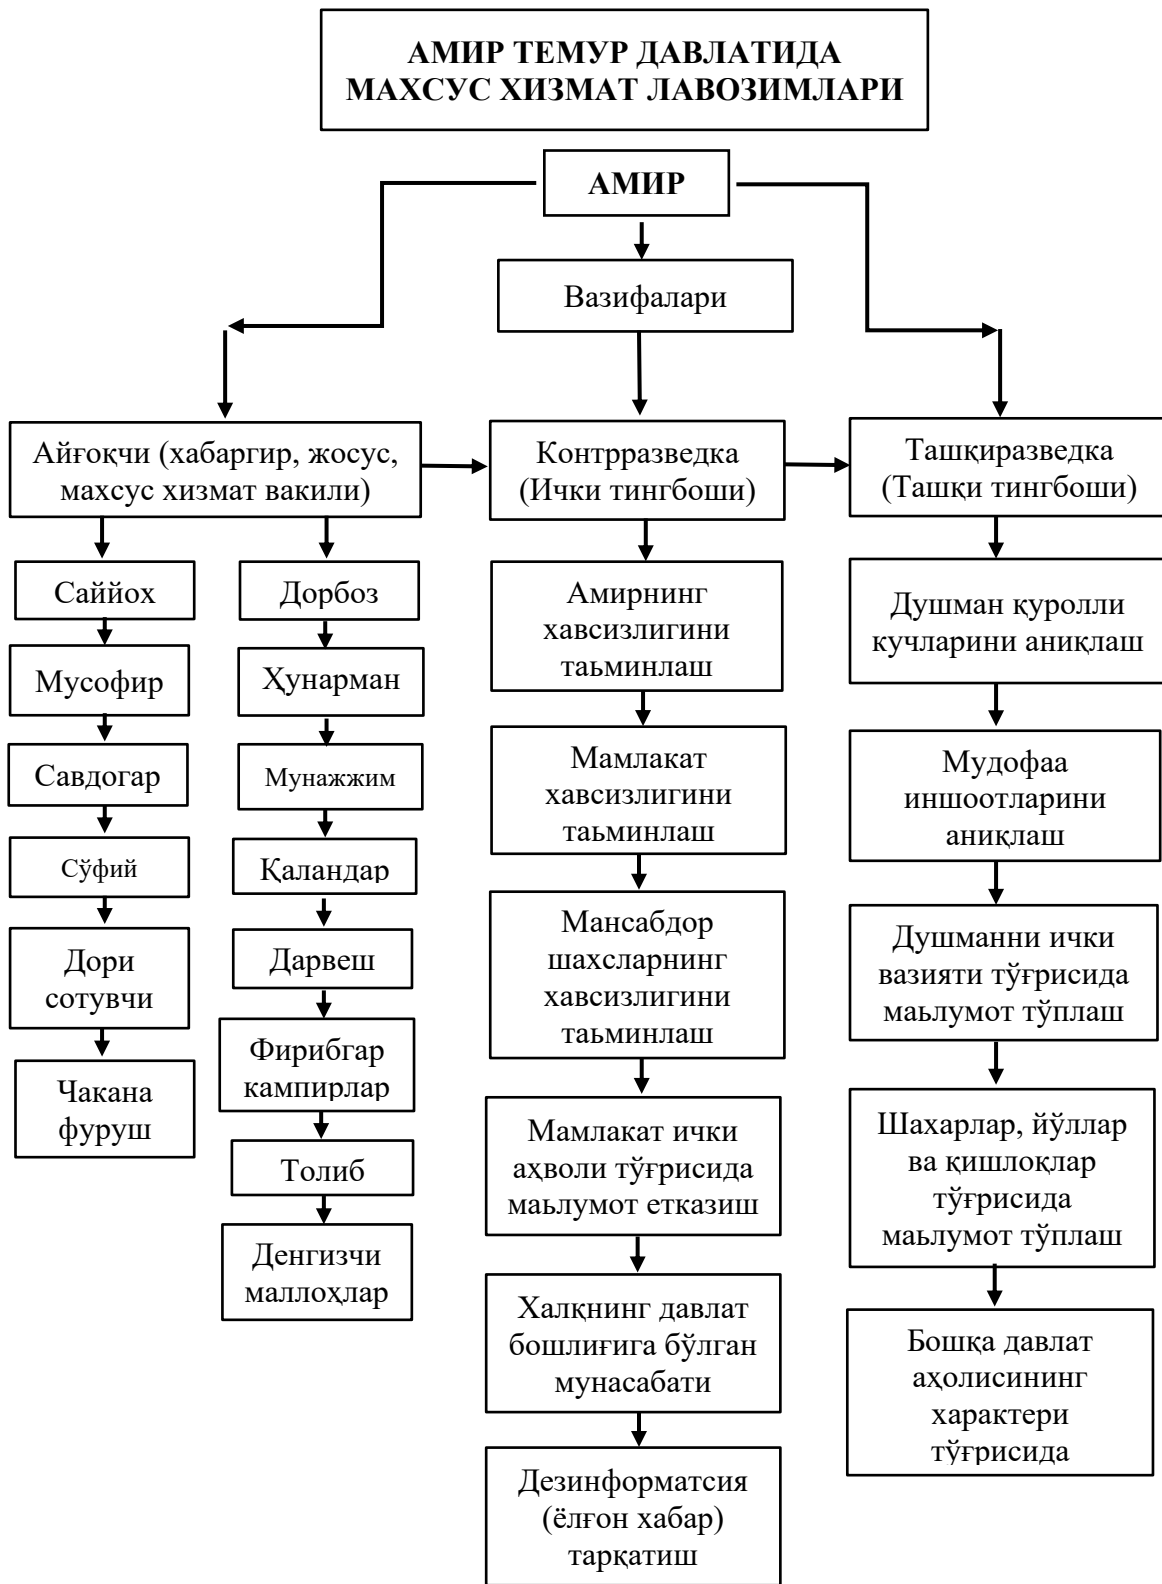 АМИР ТЕМУР ДАВЛАТИДА
МАХСУС ХИЗМАТ ЛАВОЗИМЛАРИ
АМИР
Вазифалари
Айғоқчи (хабаргир, жосус,
махсус хизмат вакили)
Контрразведка
(Ички тингбоши)
Ташқиразведка
(Ташқи тингбоши)
Саййох
Мусофир
Савдогар
Сўфий
Дори
сотувчи
Чакана
фуруш
Дорбоз
Ҳунарман
Мунажжим
Қаландар
Дарвеш
Фирибгар
кампирлар
Толиб
Денгизчи
маллоҳлар
Амирнинг
хавсизлигини
таьминлаш
Мамлакат
хавсизлигини
таьминлаш
Мансабдор
шахсларнинг
хавсизлигини
таьминлаш
Мамлакат ички
аҳволи тўғрисида
маьлумот етказиш
Халқнинг давлат
бошлиғига бўлган
мунасабати
Дезинформатсия
(ёлғон хабар)
тарқатиш
Душман қуролли
кучларини аниқлаш
Мудофаа
иншоотларини
аниқлаш
Душманни ички
вазияти тўғрисида
маьлумот тўплаш
Шахарлар, йўллар
ва қишлоқлар
тўғрисида
маьлумот тўплаш
Бошқа давлат
аҳолисининг
характери
тўғрисида